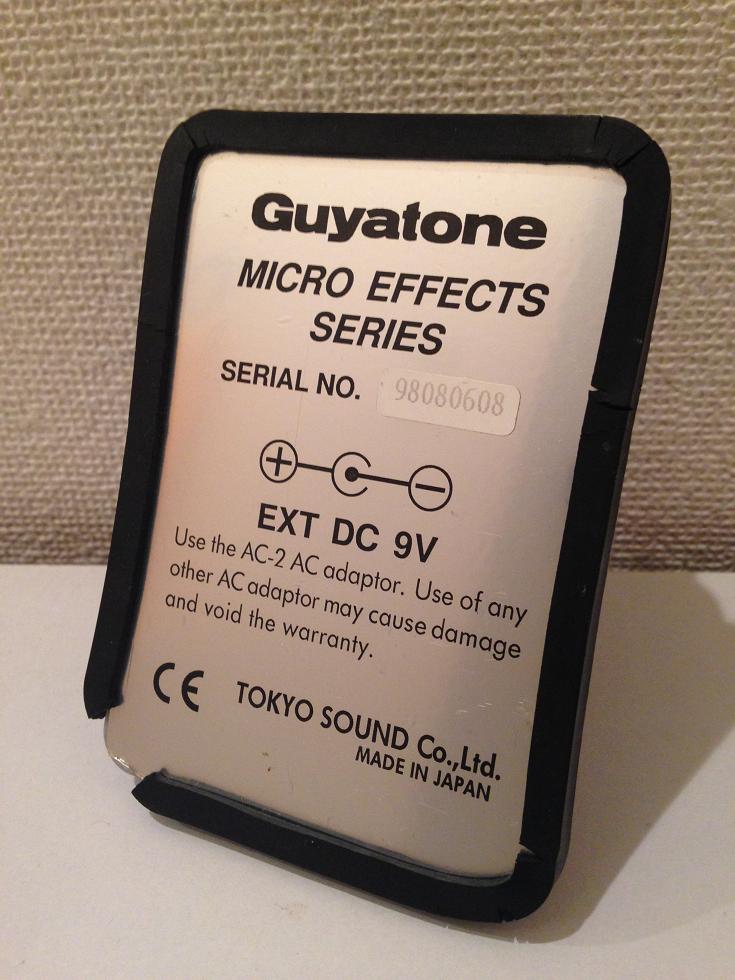 Guyatone
MICRO EFFECTS
SERIES
SERIAL NO. 98080608
+ −
EXT DC 9V
Use the AC-2 AC adaptor. Use of any
other AC adaptor may cause damage
and void the warranty.
CE TOKYO SOUND Co.,Ltd.
MADE IN JAPAN